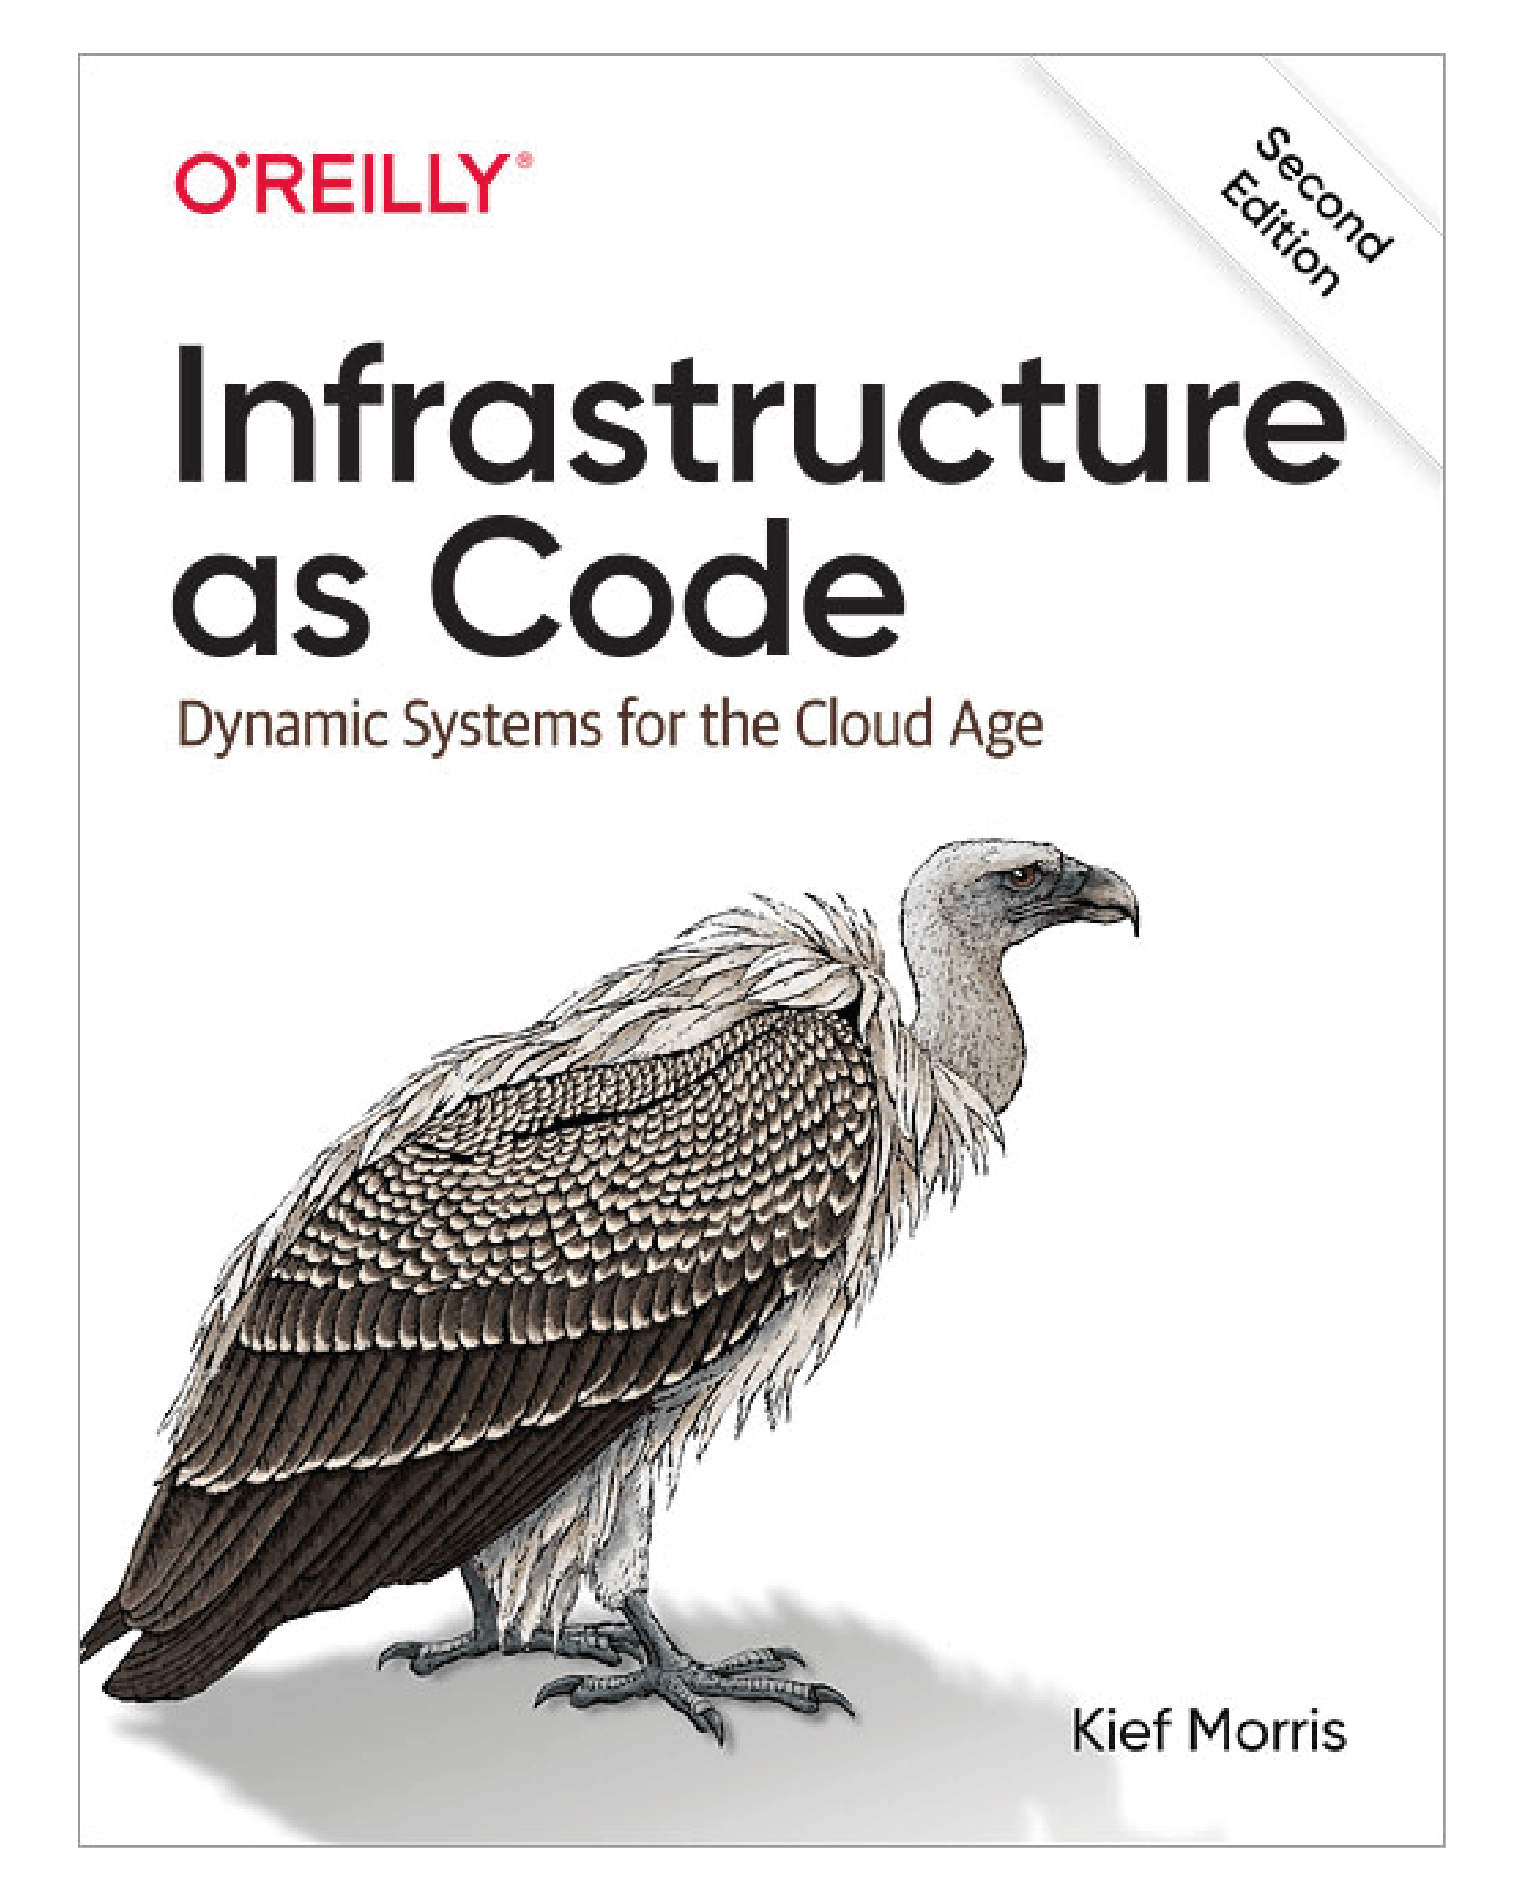 O'REILLY®
Second
Edition
Infrastructure
as Code
Dynamic Systems for the Cloud Age
Kief Morris